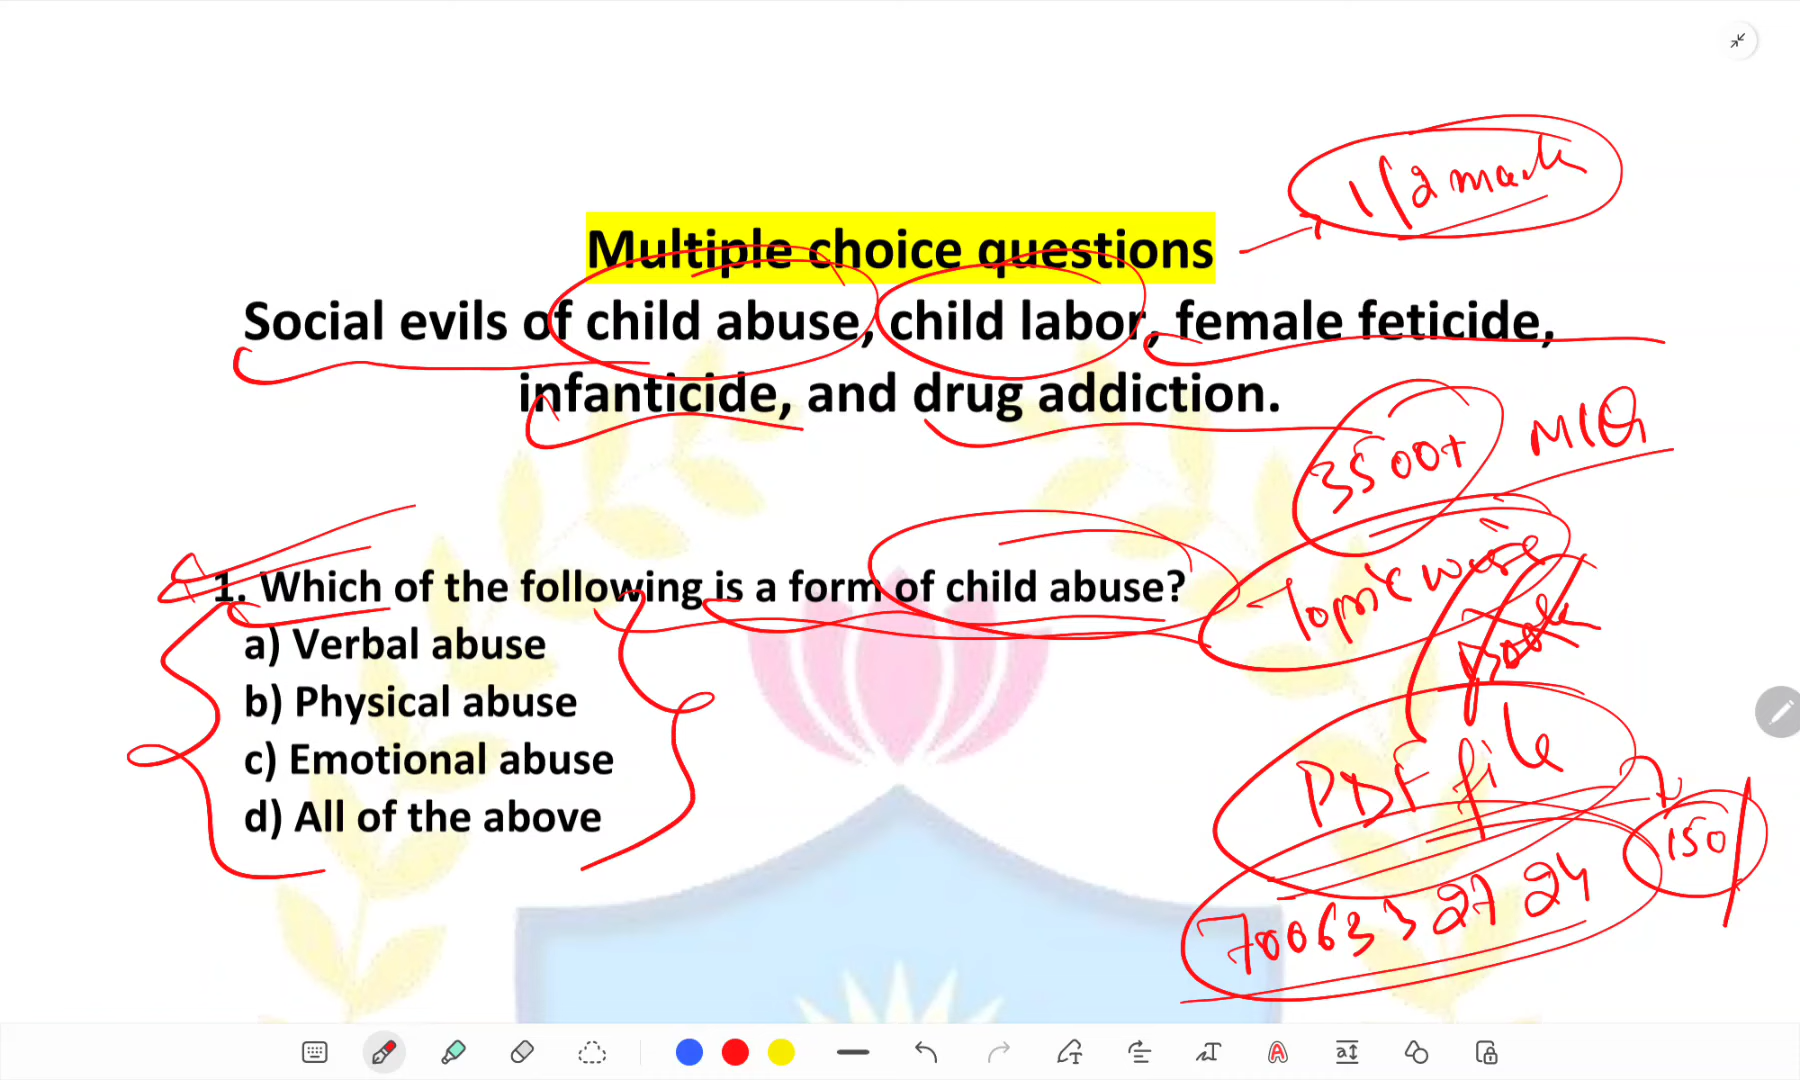 1/2 mark
Multiple choice questions
Social evils of child abuse, child labor, female feticide,
infanticide, and drug addiction.
3500+ MCQ
1. Which of the following is a form of child abuse?
Topic wise
a) Verbal abuse
b) Physical abuse
c) Emotional abuse
d) All of the above
PDF file
150/
7006332724